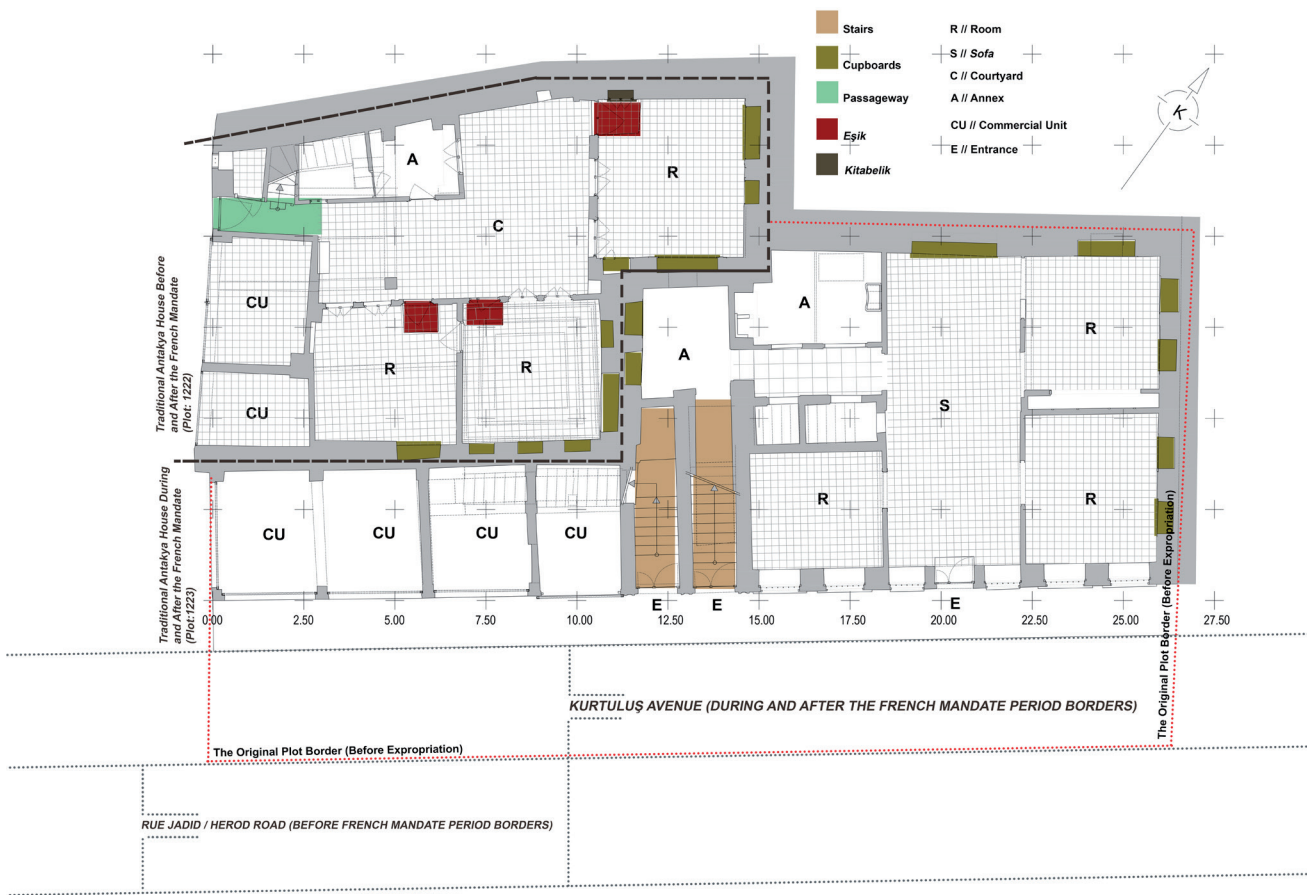 Stairs
Cupboards
Passageway
Eşik
Kitabelik
R // Room
S // Sofa
C // Courtyard
A // Annex
CU // Commercial Unit
E // Entrance
K
A
R
C
CU
A
R
R
R
A
CU
S
R
R
CU
CU
CU
CU
E
E
E
0.00
2.50
5.00
7.50
10.00
12.50
15.00
17.50
20.00
22.50
25.00
27.50
Traditional Antakya House Before
and After the French Mandate
(Plot: 1222)
Traditional Antakya House During
and After the French Mandate
(Plot:1223)
The Original Plot Border (Before Expropriation)
KURTULUŞ AVENUE (DURING AND AFTER THE FRENCH MANDATE PERIOD BORDERS)
The Original Plot Border (Before Expropriation)
RUE JADID / HEROD ROAD (BEFORE FRENCH MANDATE PERIOD BORDERS)